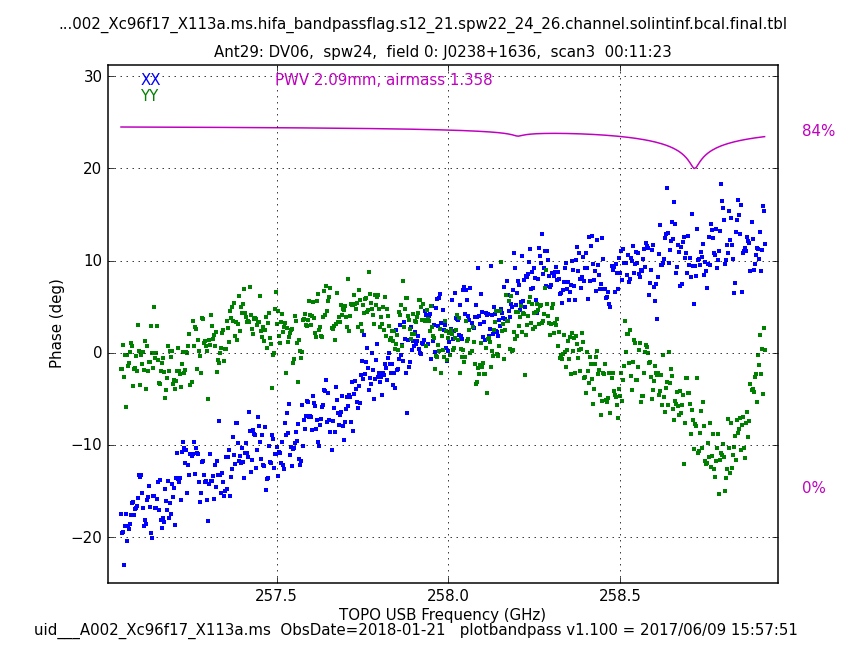 ...002_Xc96f17_X113a.ms.hifa_bandpassflag.s12_21.spw22_24_26.channel.solintinf.bcal.final.tbl
Ant29: DV06,  spw24,  field 0: J0238+1636,  scan3  00:11:23
XX
PWV 2.09mm, airmass 1.358
YY
30
20
10
0
−10
−20
Phase (deg)
84%
0%
257.5
258.0
258.5
TOPO USB Frequency (GHz)
uid___A002_Xc96f17_X113a.ms  ObsDate=2018-01-21   plotbandpass v1.100 = 2017/06/09 15:57:51